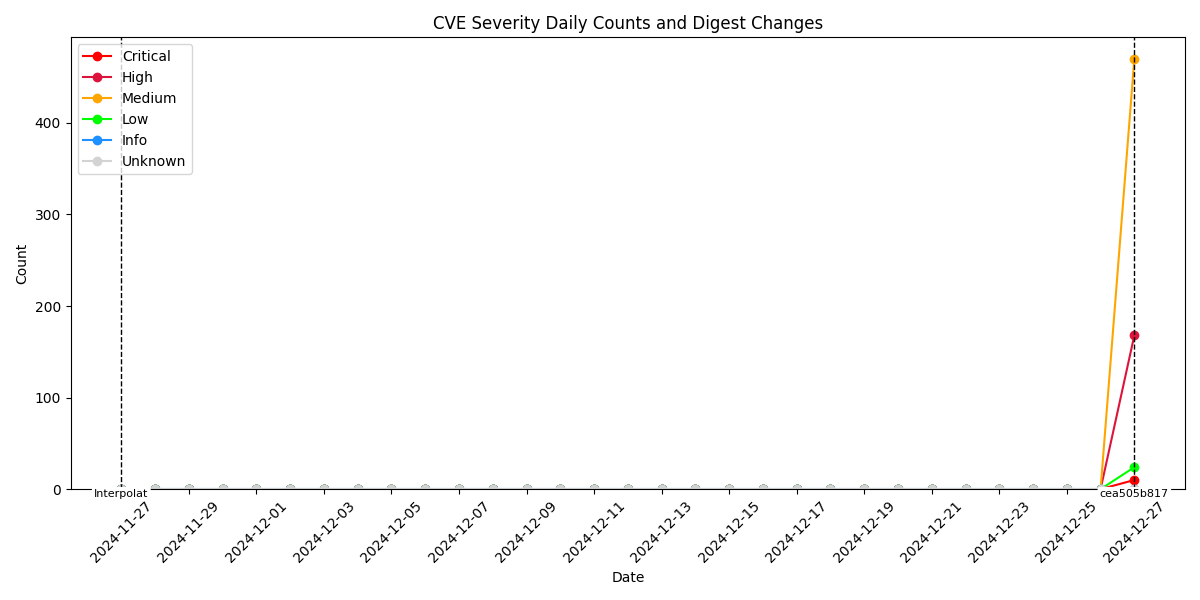 CVE Severity Daily Counts and Digest Changes
Critical
High
Medium
Low
Info
Unknown
Count
400
300
200
100
0
Interpolat
cea505b817
2024-11-27
2024-11-29
2024-12-01
2024-12-03
2024-12-05
2024-12-07
2024-12-09
2024-12-11
2024-12-13
2024-12-15
2024-12-17
2024-12-19
2024-12-21
2024-12-23
2024-12-25
2024-12-27
Date